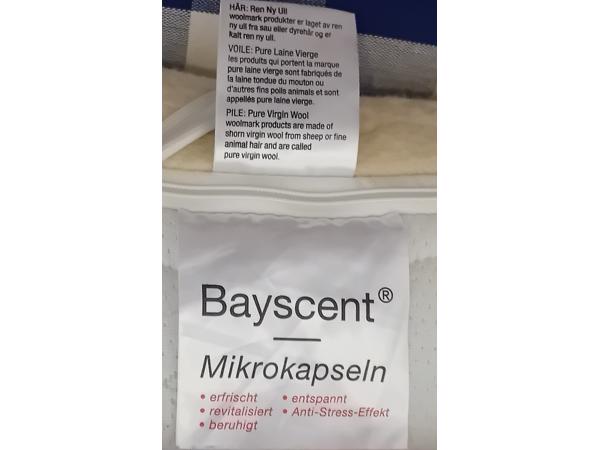 HÅR: Ren Ny Ull
woolmark produkter er laget av ren
ny ull fra sau eller dyrehår og er
kalt ren ny ull.
VOILE: Pure Laine Vierge
les produits qui portent la marque
pure laine vierge sont fabriqués de
la laine tondue du mouton ou
d'autres fins poils animals et sont
appellés pure laine vierge.
PILE: Pure Virgin Wool
woolmark products are made of
shorn virgin wool from sheep or fine
animal hair and are called
pure virgin wool.
Bayscent®
Mikrokapseln
• erfrischt • entspannt
• revitalisiert • Anti-Stress-Effekt
• beruhigt